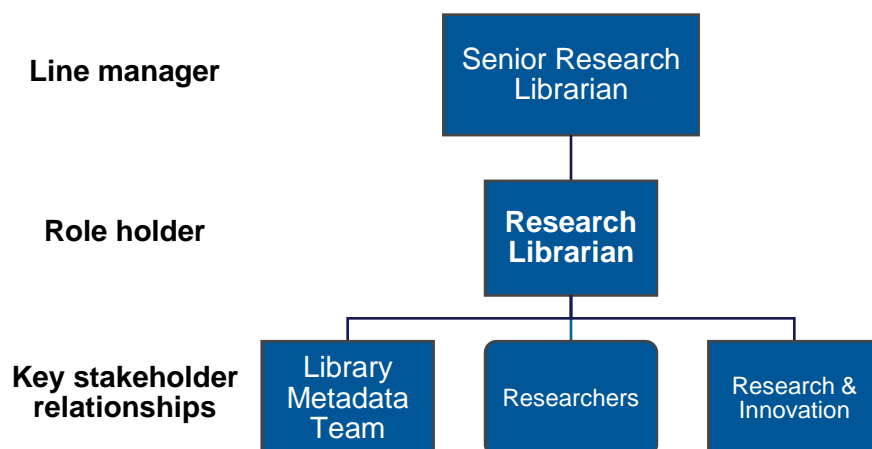 Line manager
Senior Research
Librarian
Role holder
Research
Librarian
Key stakeholder
relationships
Library
Metadata
Team
Researchers
Research &
Innovation